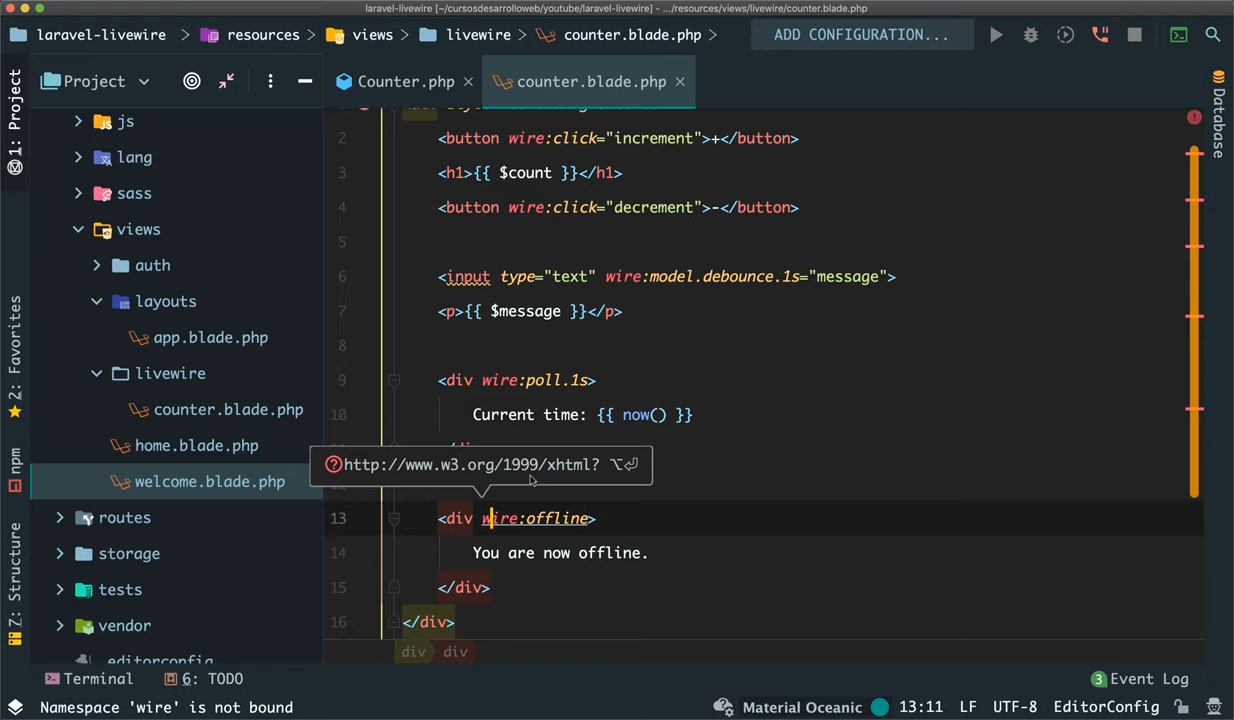 laravel-livewire [~/cursosdesarrolloweb/youtube/laravel-livewire] - .../resources/views/livewire/counter.blade.php
laravel-livewire > resources > views > livewire > counter.blade.php > ADD CONFIGURATION...
Project Counter.php × counter.blade.php ×
1: Project
2: Favorites
npm
7: Structure
Database
js
lang
sass
views
auth
layouts
app.blade.php
livewire
counter.blade.php
home.blade.php
welcome.blade.php
routes
storage
tests
vendor
.editorconfig
2 <button wire:click="increment">+</button>
3 <h1>{{ $count }}</h1>
4 <button wire:click="decrement">-</button>
5
6 <input type="text" wire:model.debounce.1s="message">
7 <p>{{ $message }}</p>
8
9 <div wire:poll.1s>
10 Current time: {{ now() }}
http://www.w3.org/1999/xhtml? ⌥⏎
13 <div wire:offline>
14 You are now offline.
15 </div>
16 </div>
div div
Terminal 6: TODO 3 Event Log
Namespace 'wire' is not bound Material Oceanic 13:11 LF UTF-8 EditorConfig